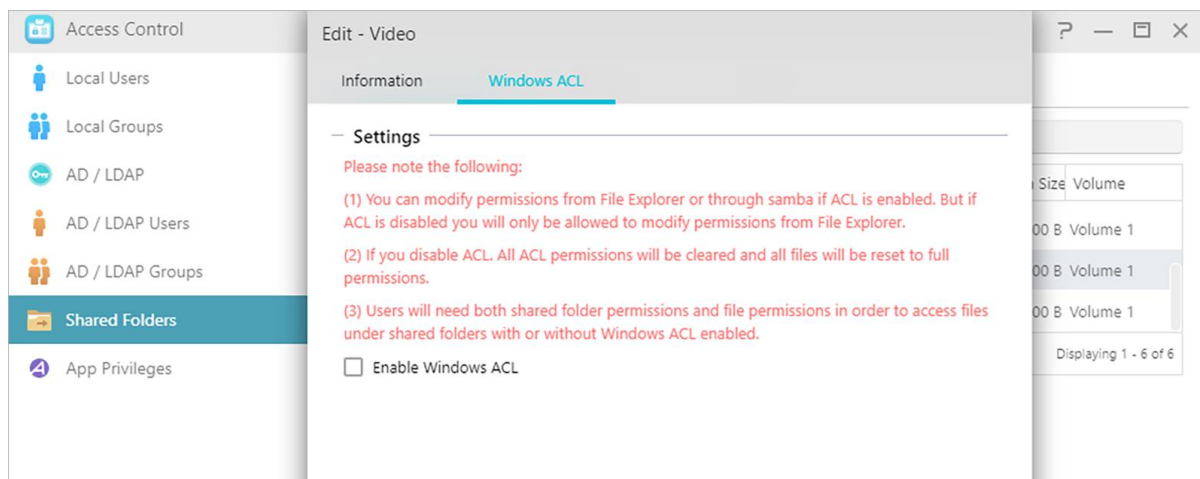 Access Control
Local Users
Local Groups
AD / LDAP
AD / LDAP Users
AD / LDAP Groups
Shared Folders
App Privileges
Edit - Video
Information
Windows ACL
Settings
Please note the following:
(1) You can modify permissions from File Explorer or through samba if ACL is enabled. But if
ACL is disabled you will only be allowed to modify permissions from File Explorer.
(2) If you disable ACL. All ACL permissions will be cleared and all files will be reset to full
permissions.
(3) Users will need both shared folder permissions and file permissions in order to access files
under shared folders with or without Windows ACL enabled.
Enable Windows ACL
Size Volume
00 B Volume 1
00 B Volume 1
00 B Volume 1
Displaying 1 - 6 of 6